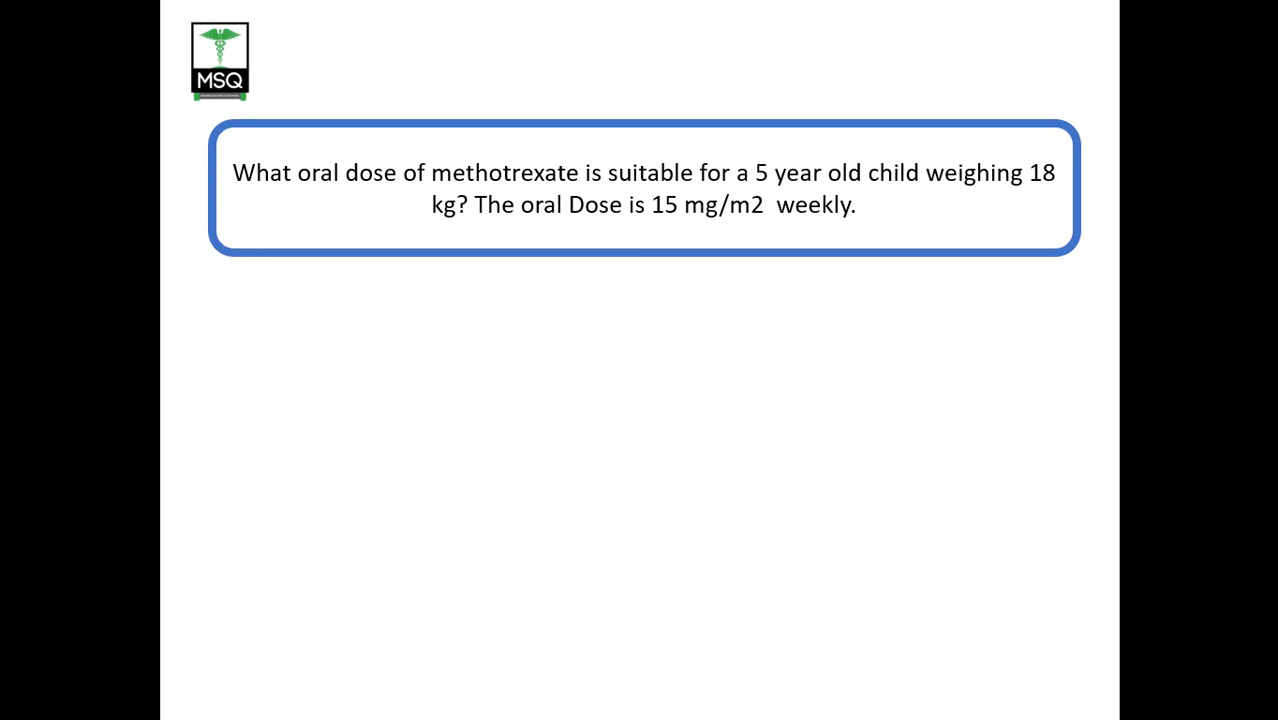 MSQ
What oral dose of methotrexate is suitable for a 5 year old child weighing 18
kg? The oral Dose is 15 mg/m2  weekly.